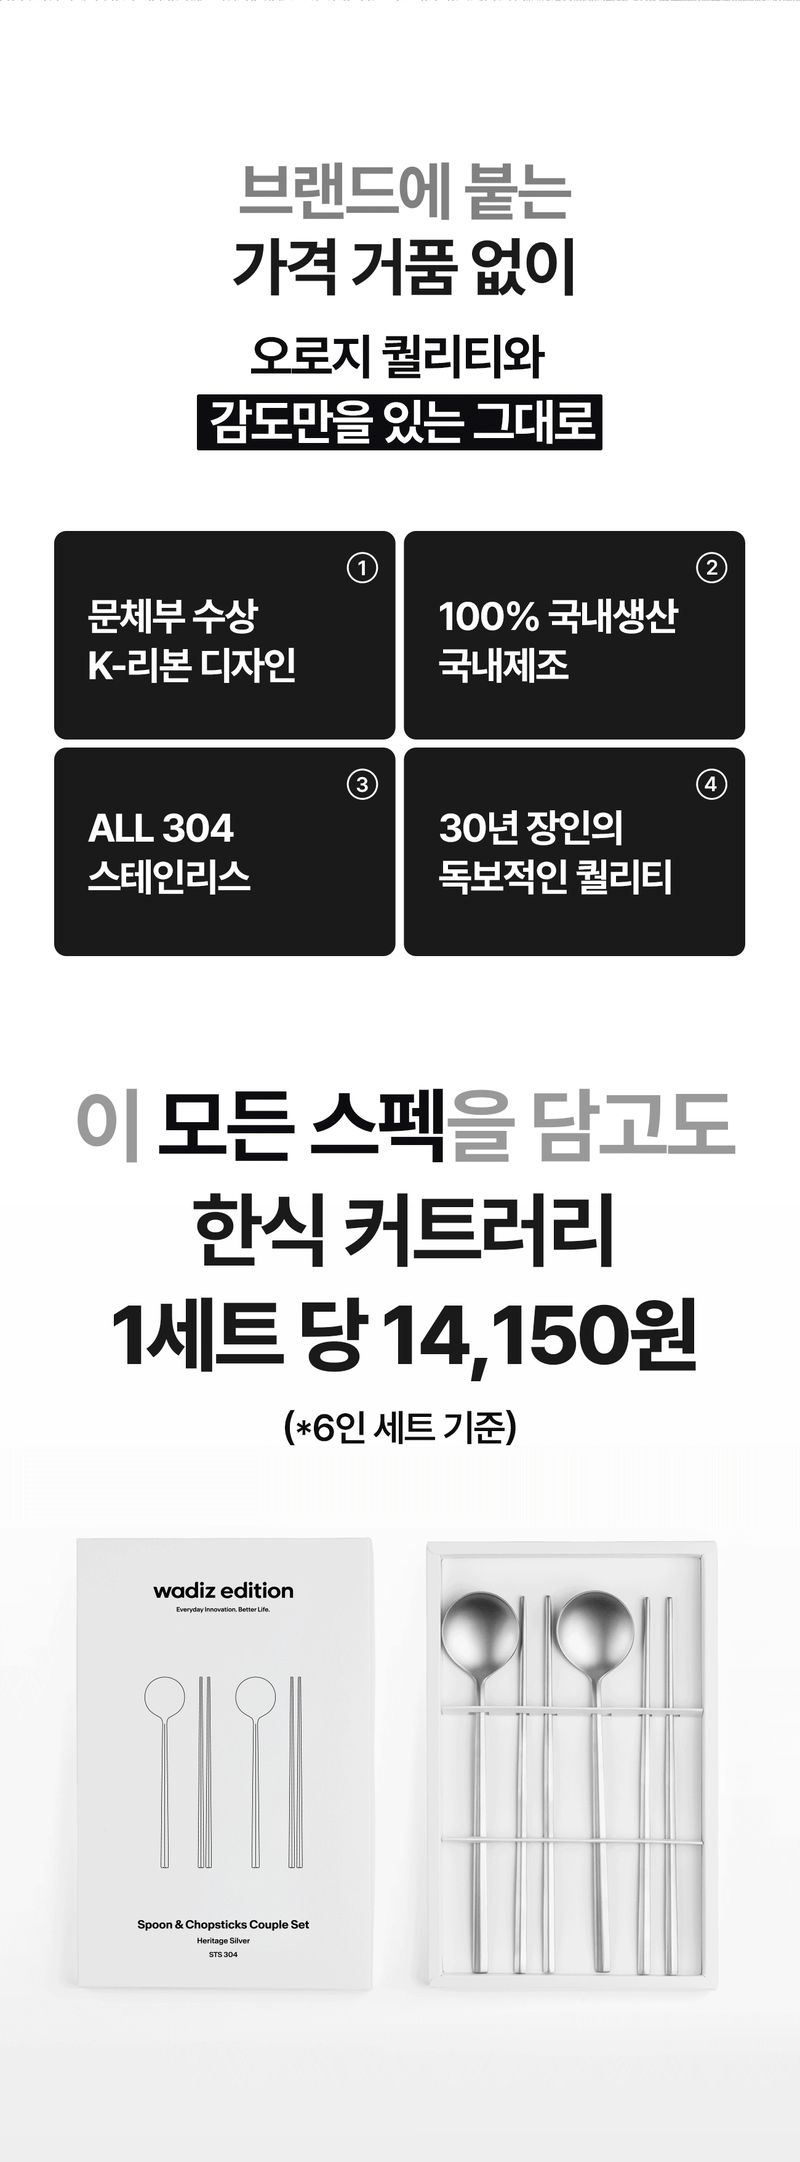 브랜드에 붙는
가격 거품 없이
오로지 퀄리티와
감도만을 있는 그대로
①
문체부 수상
K-리본 디자인
②
100% 국내생산
국내제조
③
ALL 304
스테인리스
④
30년 장인의
독보적인 퀄리티
이 모든 스펙을 담고도
한식 커트러리
1세트 당 14,150원
(*6인 세트 기준)
wadiz edition
Everyday Innovation. Better Life.
Spoon & Chopsticks Couple Set
Heritage Silver
STS 304